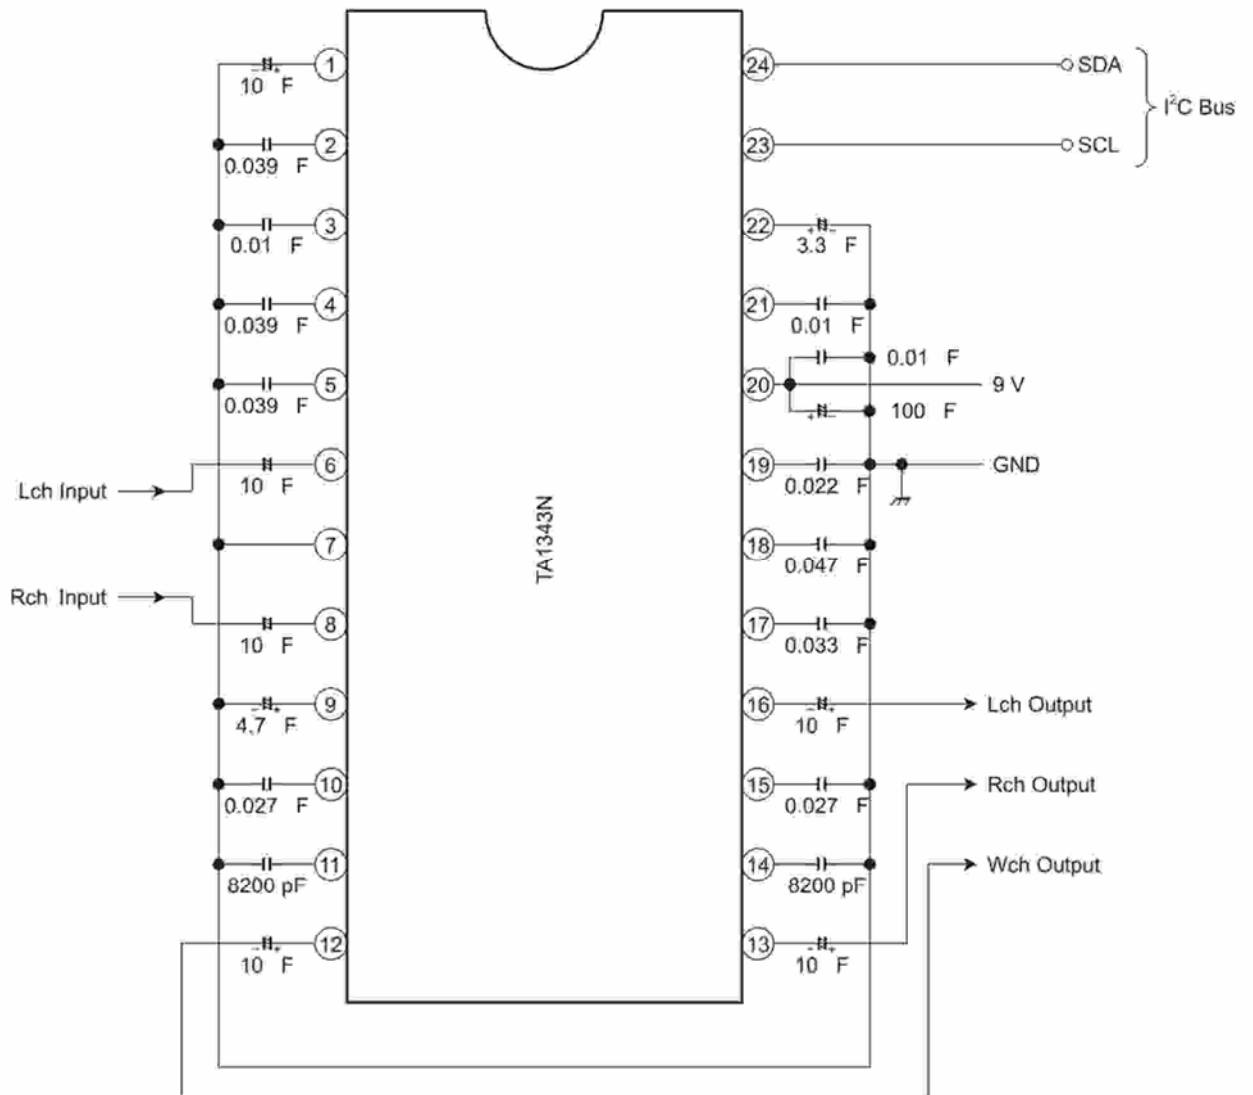 1
10 F
2
0.039 F
3
0.01 F
4
0.039 F
5
0.039 F
6
10 F
Lch Input
7
Rch Input
8
10 F
9
4.7 F
10
0.027 F
11
8200 pF
12
10 F
TA1343N
24
SDA
I²C Bus
23
SCL
22
+ -
3.3 F
21
0.01 F
0.01 F
20
9 V
100 F
19
GND
0.022 F
18
0.047 F
17
0.033 F
16
Lch Output
10 F
15
Rch Output
0.027 F
14
Wch Output
8200 pF
13
10 F